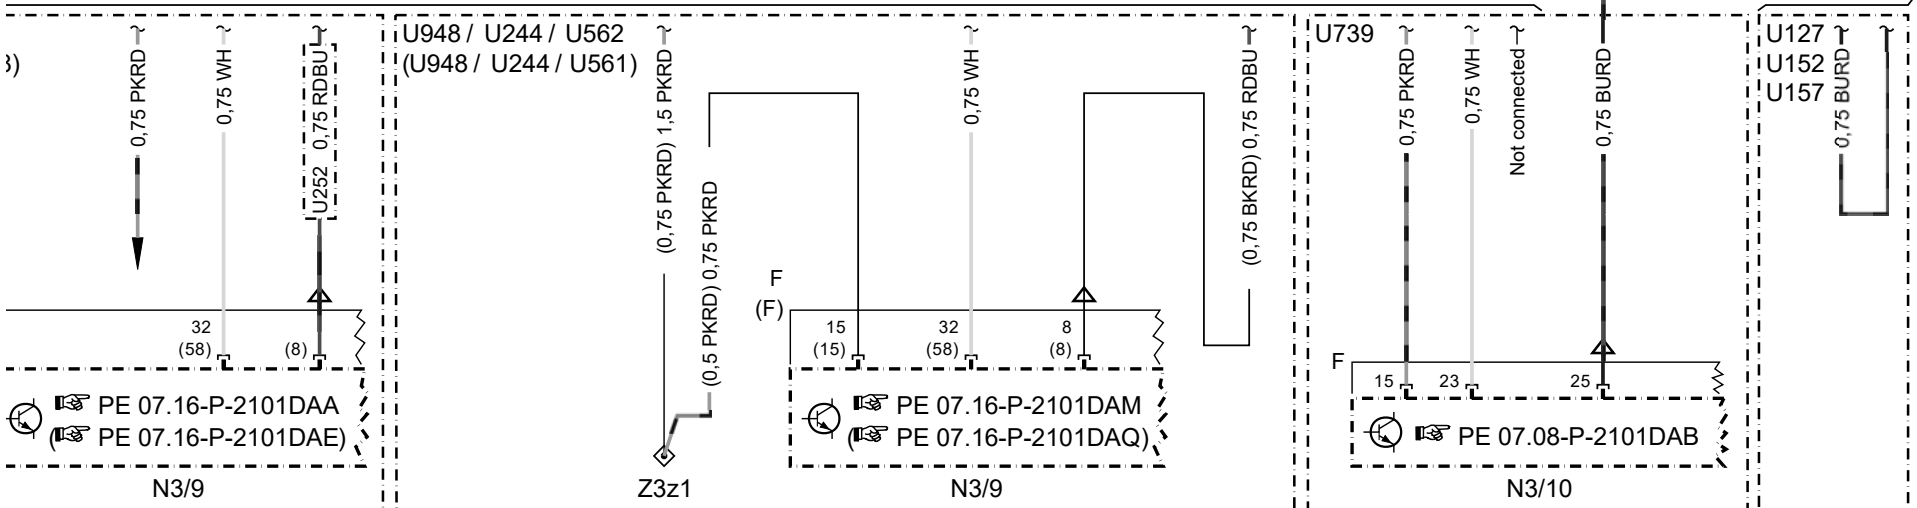 3)
0,75 PKRD
0,75 WH
U252 0,75 RDBU
32
(58)
(8)
PE 07.16-P-2101DAA
(PE 07.16-P-2101DAE)
N3/9
U948 / U244 / U562
(U948 / U244 / U561)
(0,75 PKRD) 1,5 PKRD
(0,5 PKRD) 0,75 PKRD
0,75 WH
(0,75 BKRD) 0,75 RDBU
F
(F)
15
(15)
32
(58)
8
(8)
PE 07.16-P-2101DAM
(PE 07.16-P-2101DAQ)
Z3z1
N3/9
U739
0,75 PKRD
0,75 WH
Not connected
0,75 BURD
F
15
23
25
PE 07.08-P-2101DAB
N3/10
U127
U152
U157
0,75 BURD